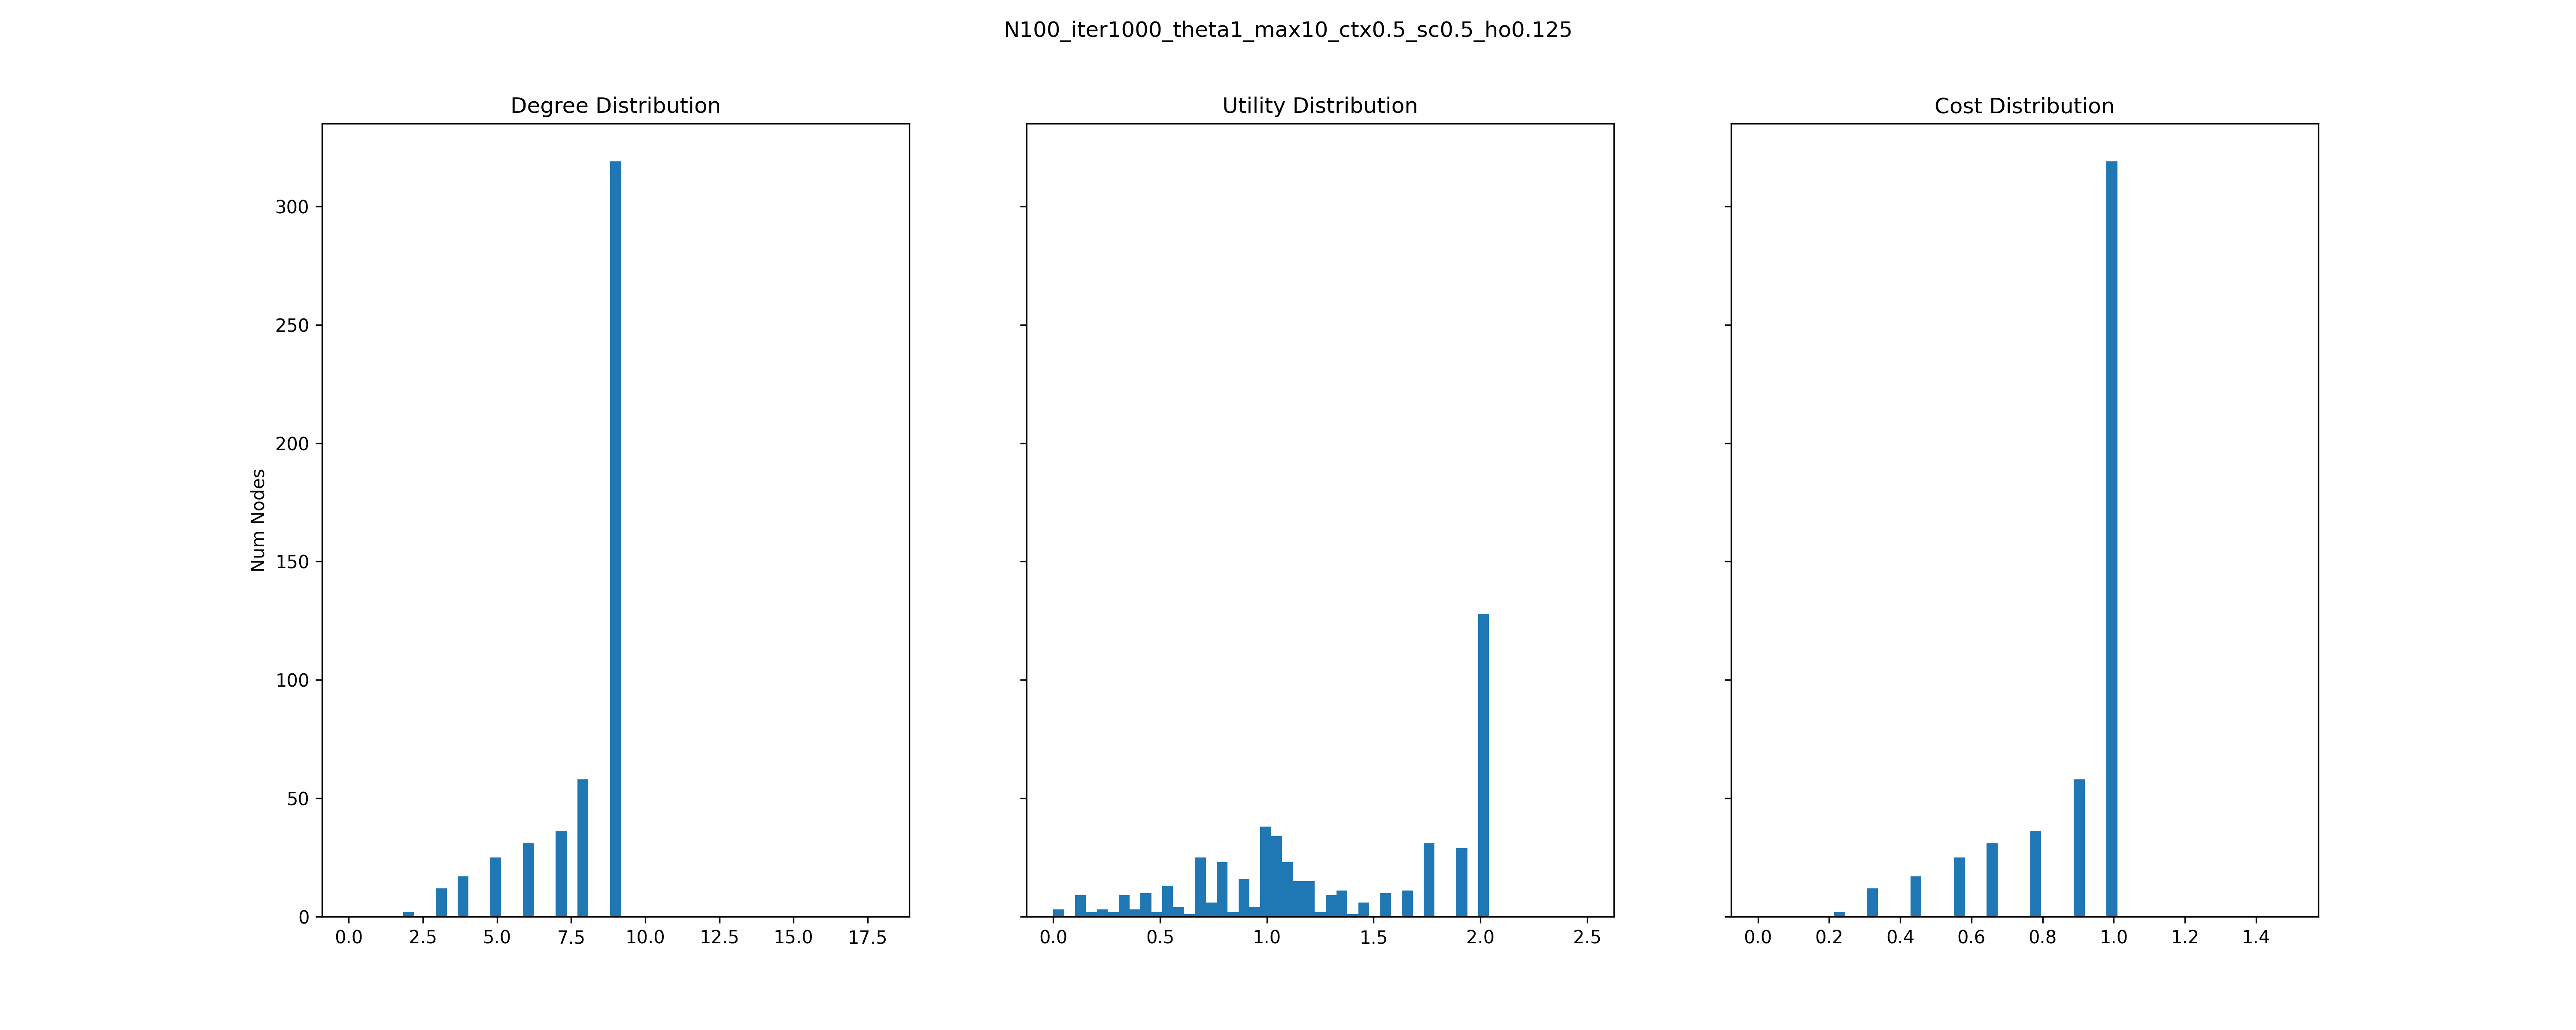 N100_iter1000_theta1_max10_ctx0.5_sc0.5_ho0.125
Degree Distribution
Utility Distribution
Cost Distribution
Num Nodes
300
250
200
150
100
50
0
0.0 2.5 5.0 7.5 10.0 12.5 15.0 17.5
0.0 0.5 1.0 1.5 2.0 2.5
0.0 0.2 0.4 0.6 0.8 1.0 1.2 1.4